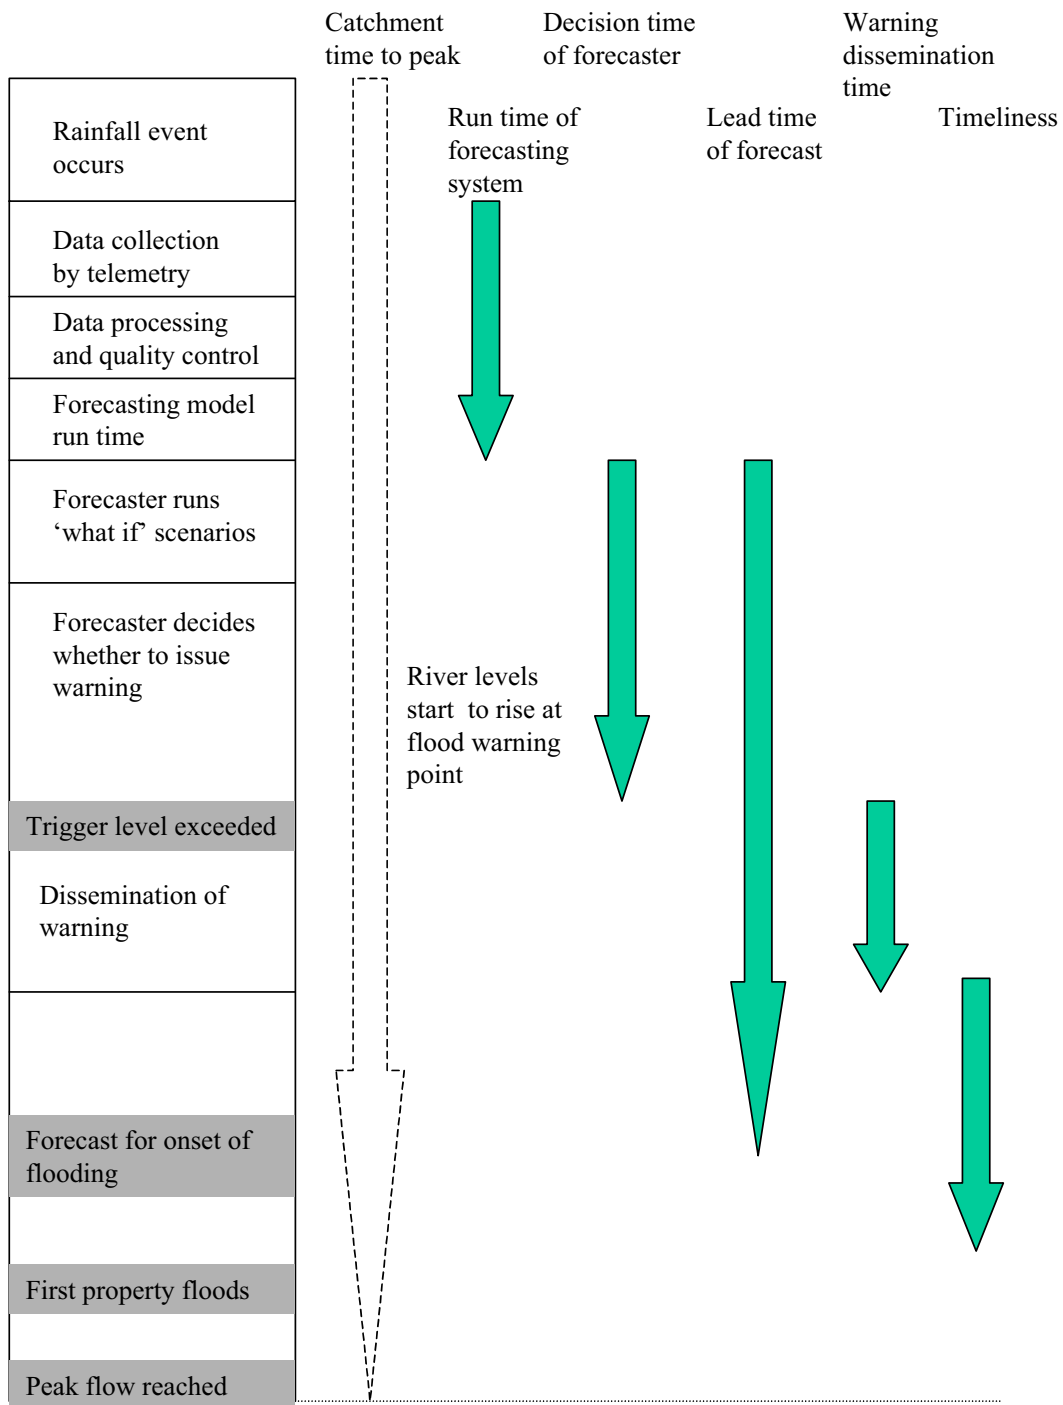 Catchment
time to peak
Decision time
of forecaster
Warning
dissemination
time
Run time of
forecasting
system
Lead time
of forecast
Timeliness
Rainfall event
occurs
Data collection
by telemetry
Data processing
and quality control
Forecasting model
run time
Forecaster runs
‘what if’ scenarios
Forecaster decides
whether to issue
warning
River levels
start  to rise at
flood warning
point
Trigger level exceeded
Dissemination of
warning
Forecast for onset of
flooding
First property floods
Peak flow reached